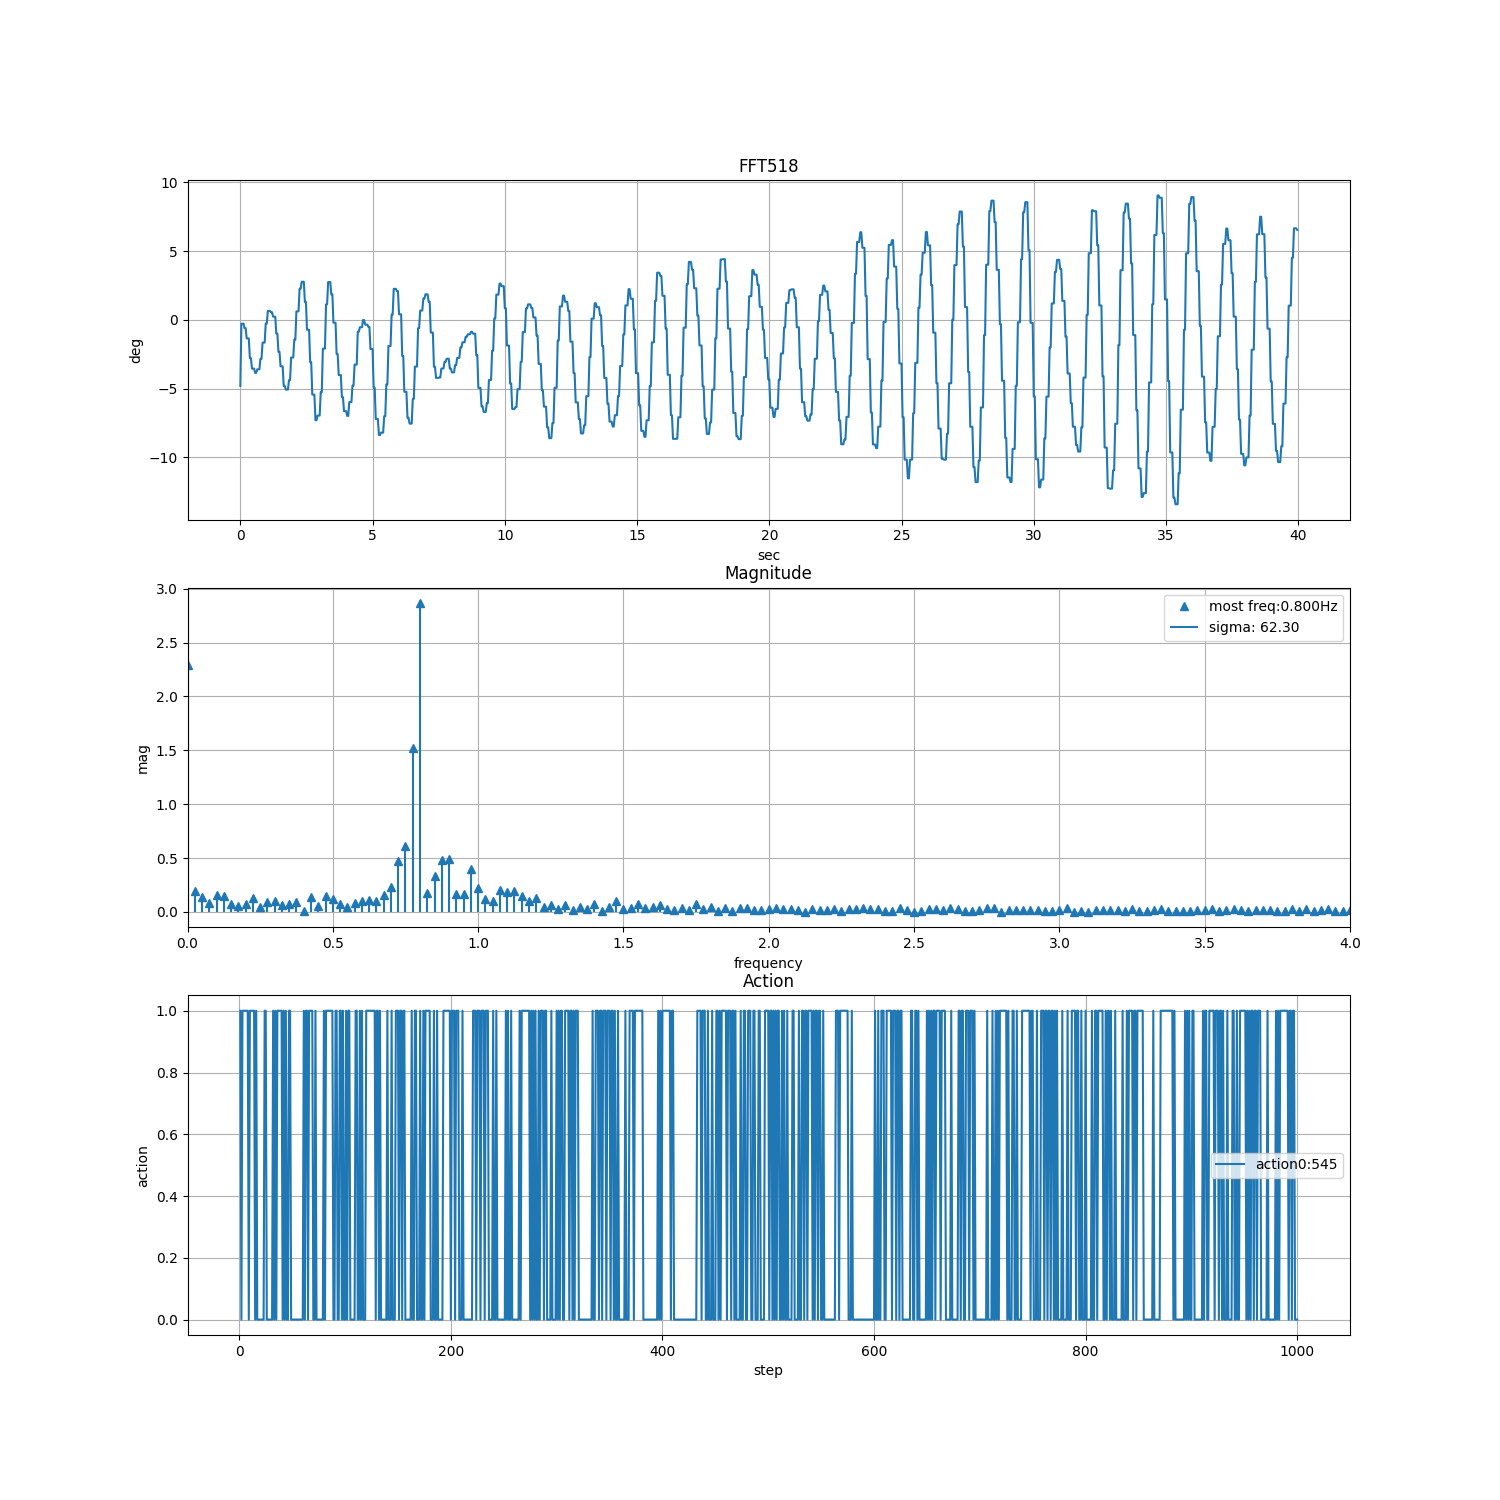 FFT518
10
5
0
−5
−10
deg
0 5 10 15 20 25 30 35 40
sec
Magnitude
3.0
2.5
2.0
1.5
1.0
0.5
0.0
mag
most freq:0.800Hz
sigma: 62.30
0.0 0.5 1.0 1.5 2.0 2.5 3.0 3.5 4.0
frequency
Action
1.0
0.8
0.6
0.4
0.2
0.0
action
action0:545
0 200 400 600 800 1000
step